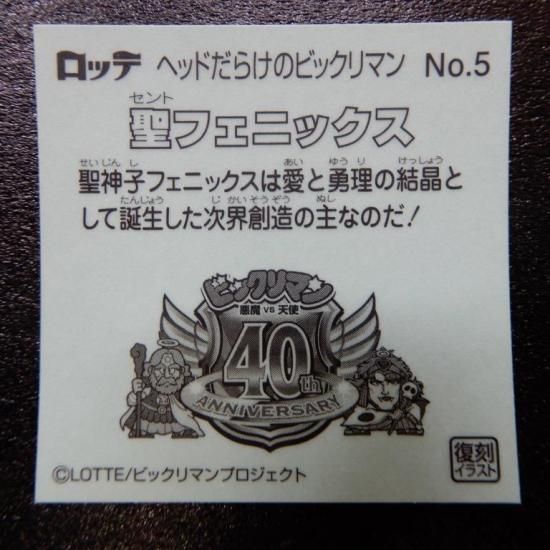 ロッテ ヘッドだらけのビックリマン No.5
セント
聖フェニックス
せいじんし あい ゆうり けっしょう
聖神子フェニックスは愛と勇理の結晶と
たんじょう じかいそうぞう ぬし
して誕生した次界創造の主なのだ!
ビックリマン
悪魔 VS 天使
40th
ANNIVERSARY
©LOTTE/ビックリマンプロジェクト
復刻
イラスト